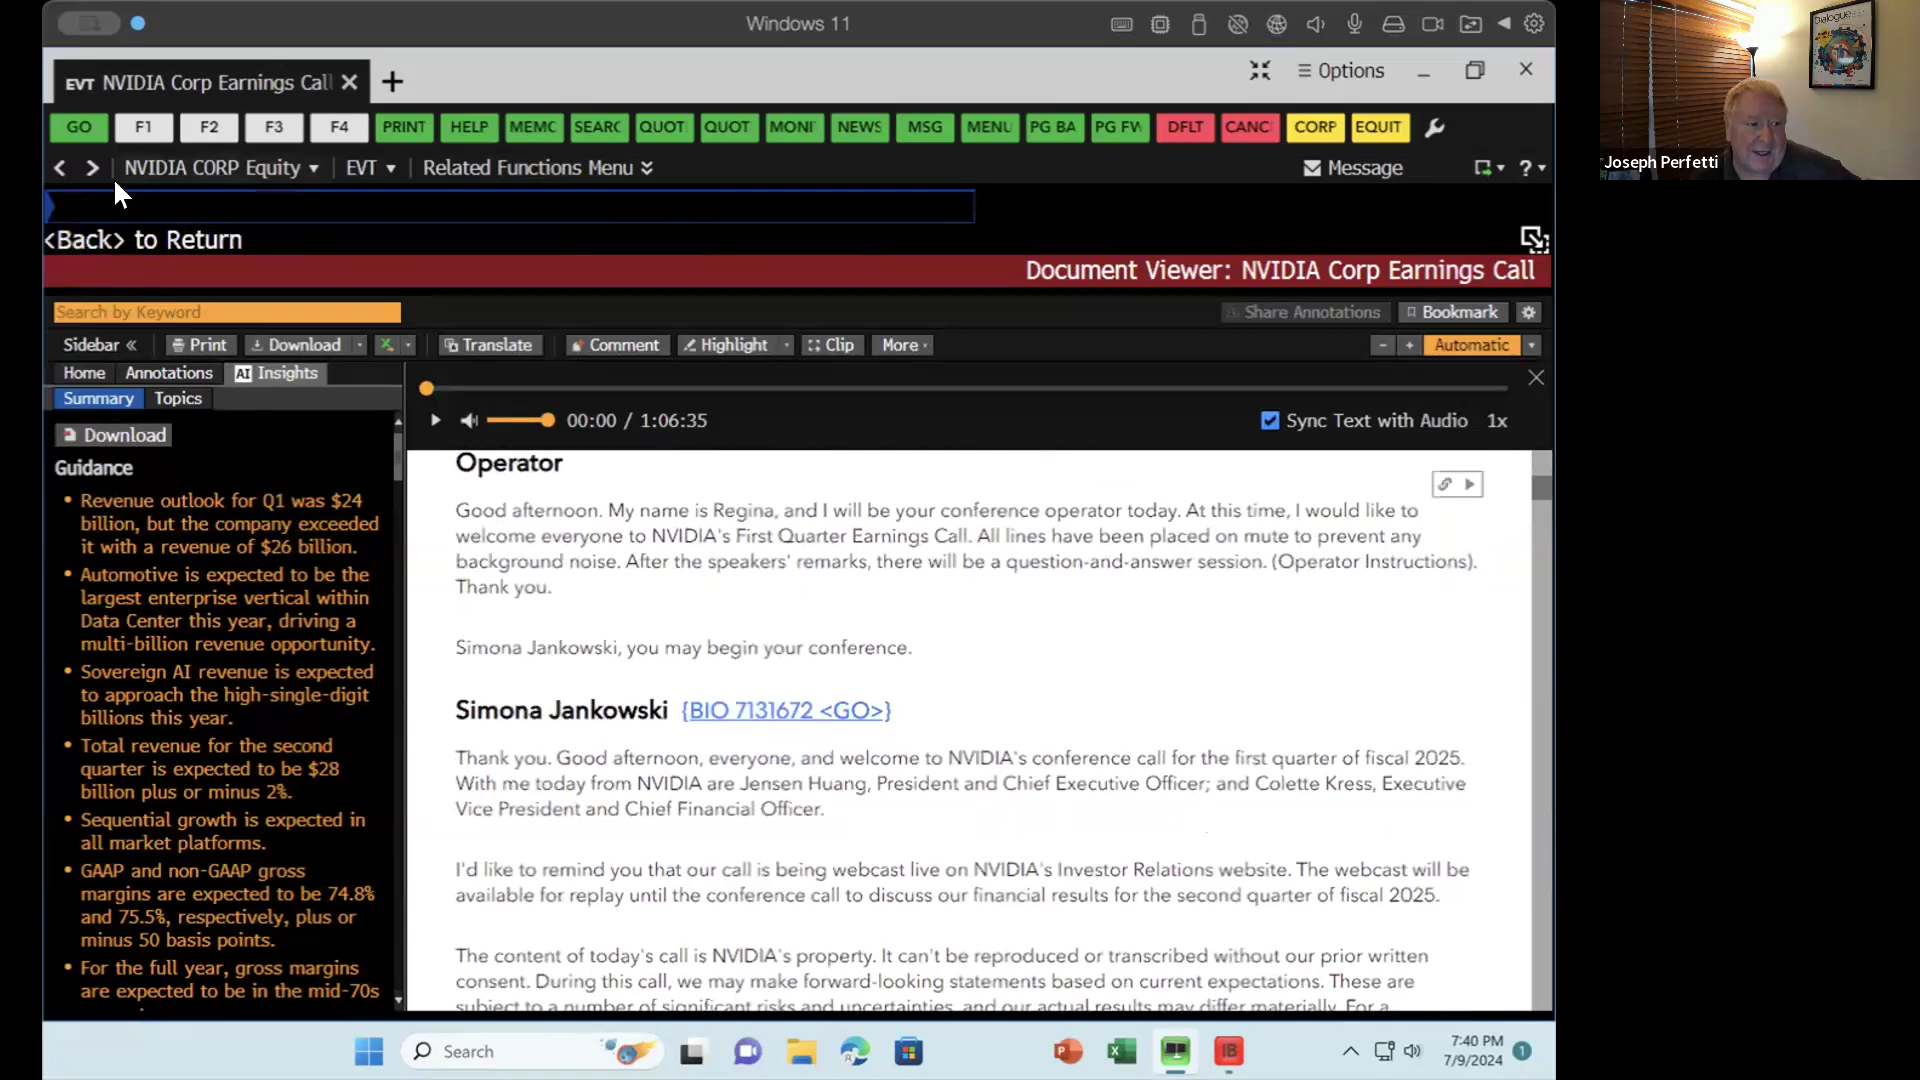 Windows 11
EVT NVIDIA Corp Earnings Call
Options
GO F1 F2 F3 F4 PRINT HELP MEMC SEARC QUOT QUOT MONI NEWS MSG MENU PG BA PG FW DFLT CANC CORP EQUIT
NVIDIA CORP Equity EVT Related Functions Menu Message ?
<Back> to Return
Document Viewer: NVIDIA Corp Earnings Call
Search by Keyword Share Annotations Bookmark
Sidebar « Print Download Translate Comment Highlight Clip More - + Automatic
Home Annotations AI Insights
Summary Topics
Download
Guidance
• Revenue outlook for Q1 was $24
billion, but the company exceeded
it with a revenue of $26 billion.
• Automotive is expected to be the
largest enterprise vertical within
Data Center this year, driving a
multi-billion revenue opportunity.
• Sovereign AI revenue is expected
to approach the high-single-digit
billions this year.
• Total revenue for the second
quarter is expected to be $28
billion plus or minus 2%.
• Sequential growth is expected in
all market platforms.
• GAAP and non-GAAP gross
margins are expected to be 74.8%
and 75.5%, respectively, plus or
minus 50 basis points.
• For the full year, gross margins
are expected to be in the mid-70s
00:00 / 1:06:35 Sync Text with Audio 1x
Operator
Good afternoon. My name is Regina, and I will be your conference operator today. At this time, I would like to
welcome everyone to NVIDIA's First Quarter Earnings Call. All lines have been placed on mute to prevent any
background noise. After the speakers' remarks, there will be a question-and-answer session. (Operator Instructions).
Thank you.
Simona Jankowski, you may begin your conference.
Simona Jankowski {BIO 7131672 <GO>}
Thank you. Good afternoon, everyone, and welcome to NVIDIA's conference call for the first quarter of fiscal 2025.
With me today from NVIDIA are Jensen Huang, President and Chief Executive Officer; and Colette Kress, Executive
Vice President and Chief Financial Officer.
I'd like to remind you that our call is being webcast live on NVIDIA's Investor Relations website. The webcast will be
available for replay until the conference call to discuss our financial results for the second quarter of fiscal 2025.
The content of today's call is NVIDIA's property. It can't be reproduced or transcribed without our prior written
consent. During this call, we may make forward-looking statements based on current expectations. These are
subject to a number of significant risks and uncertainties, and our actual results may differ materially. For a
Search
IB
7:40 PM
7/9/2024
1
Dialogue
Joseph Perfetti